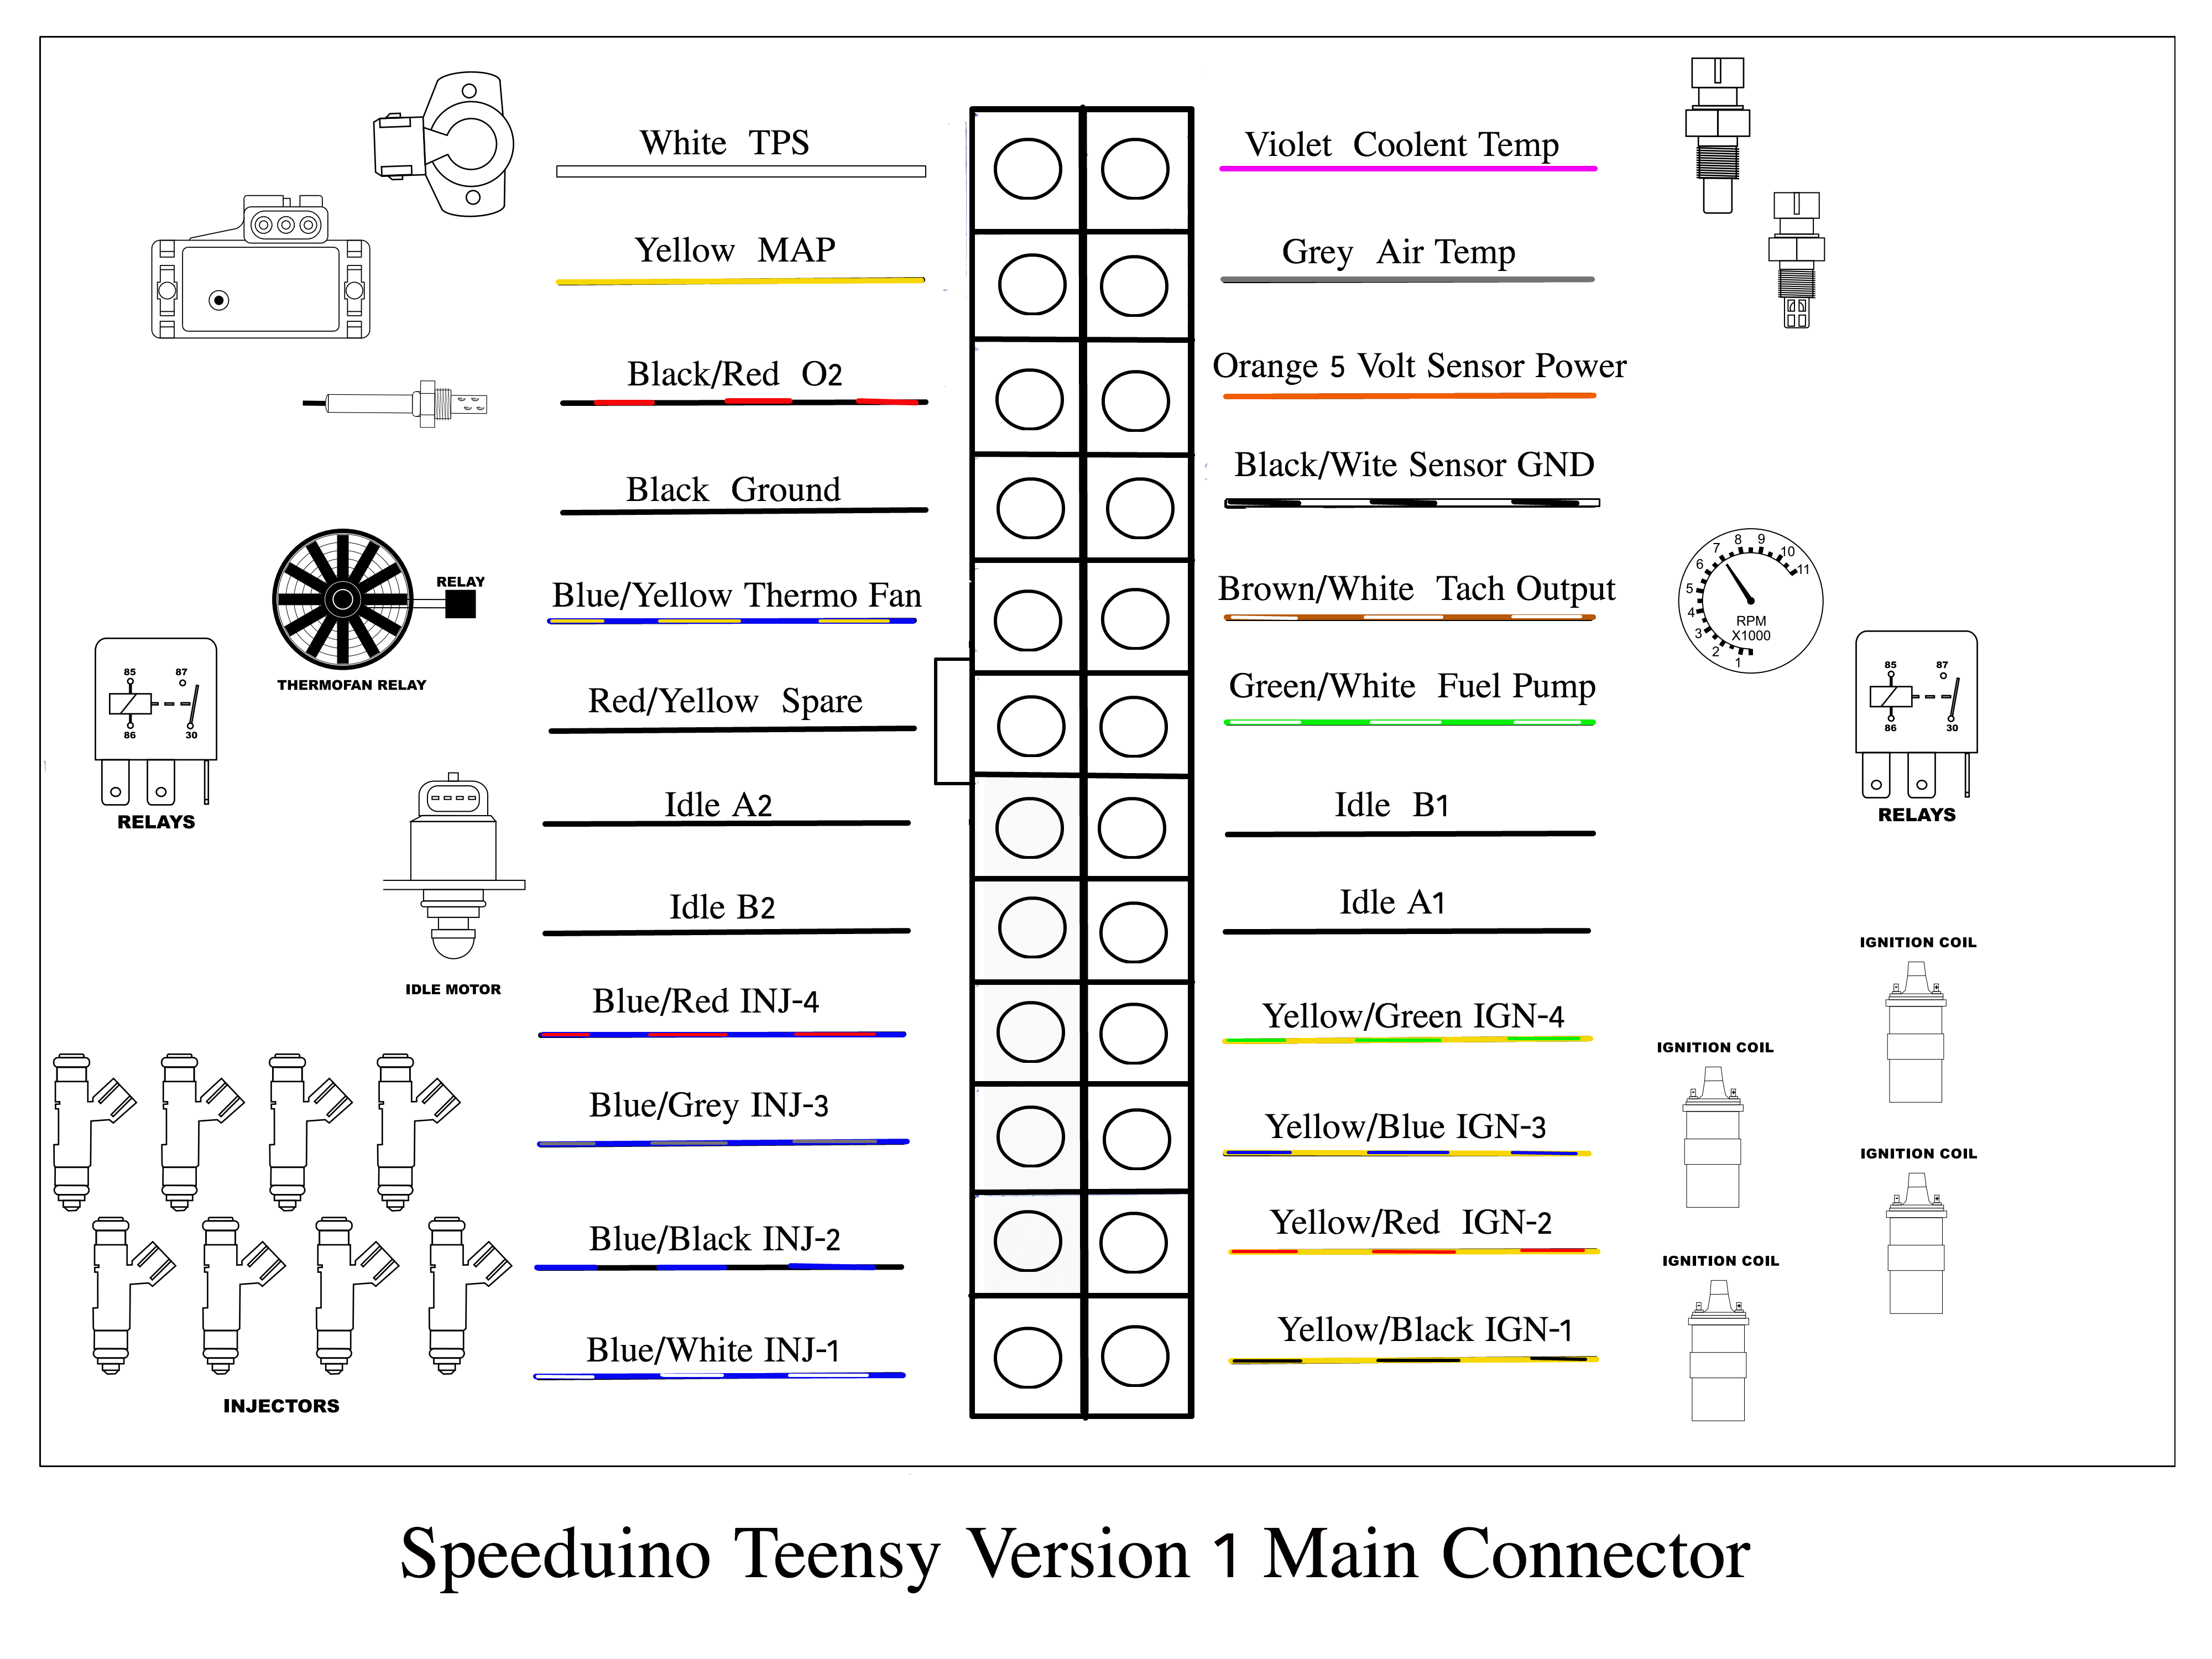 White TPS
Violet Coolent Temp
Yellow MAP
Grey Air Temp
Black/Red O2
Orange 5 Volt Sensor Power
Black Ground
Black/Wite Sensor GND
RELAY
Blue/Yellow Thermo Fan
Brown/White Tach Output
THERMOFAN RELAY
1
2
3
4
5
6
7
8
9
10
11
RPM
X1000
Red/Yellow Spare
Green/White Fuel Pump
85 87
86 30
RELAYS
85 87
86 30
RELAYS
Idle A2
Idle B1
Idle B2
Idle A1
IDLE MOTOR
Blue/Red INJ-4
Yellow/Green IGN-4
IGNITION COIL
IGNITION COIL
Blue/Grey INJ-3
Yellow/Blue IGN-3
IGNITION COIL
Blue/Black INJ-2
Yellow/Red IGN-2
IGNITION COIL
Blue/White INJ-1
Yellow/Black IGN-1
INJECTORS
Speeduino Teensy Version 1 Main Connector